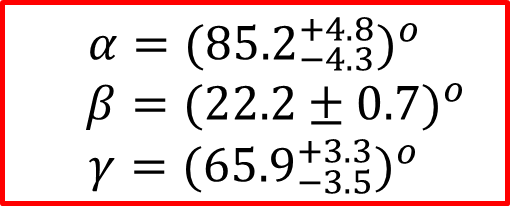 α = (85.2⁺⁴·⁸₋₄.₃)ᵒ
β = (22.2 ± 0.7)ᵒ
γ = (65.9⁺³·³₋₃.₅)ᵒ